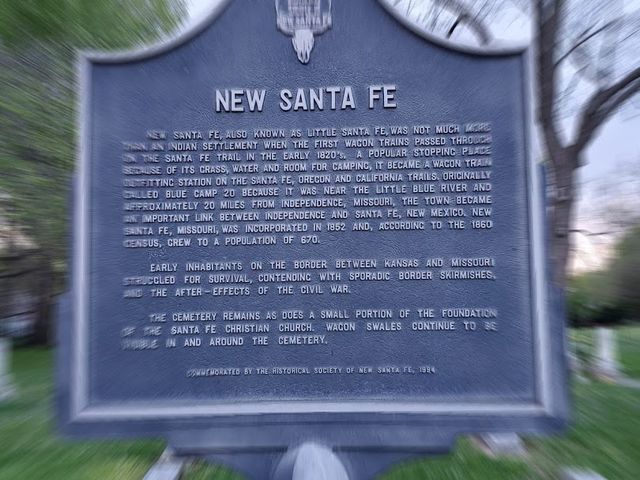 NEW SANTA FE
NEW SANTA FE, ALSO KNOWN AS LITTLE SANTA FE, WAS NOT MUCH MORE
THAN AN INDIAN SETTLEMENT WHEN THE FIRST WAGON TRAINS PASSED THROUGH
ON THE SANTA FE TRAIL IN THE EARLY 1820'S. A POPULAR STOPPING PLACE
BECAUSE OF ITS GRASS, WATER AND ROOM FOR CAMPING, IT BECAME A WAGON TRAIN
OUTFITTING STATION ON THE SANTA FE, OREGON AND CALIFORNIA TRAILS. ORIGINALLY
CALLED BLUE CAMP 20 BECAUSE IT WAS NEAR THE LITTLE BLUE RIVER AND
APPROXIMATELY 20 MILES FROM INDEPENDENCE, MISSOURI, THE TOWN BECAME
AN IMPORTANT LINK BETWEEN INDEPENDENCE AND SANTA FE, NEW MEXICO. NEW
SANTA FE, MISSOURI, WAS INCORPORATED IN 1852 AND, ACCORDING TO THE 1860
CENSUS, GREW TO A POPULATION OF 670.
EARLY INHABITANTS ON THE BORDER BETWEEN KANSAS AND MISSOURI
STRUGGLED FOR SURVIVAL, CONTENDING WITH SPORADIC BORDER SKIRMISHES,
AND THE AFTER-EFFECTS OF THE CIVIL WAR.
THE CEMETERY REMAINS AS DOES A SMALL PORTION OF THE FOUNDATION
OF THE SANTA FE CHRISTIAN CHURCH. WAGON SWALES CONTINUE TO BE
VISIBLE IN AND AROUND THE CEMETERY.
COMMEMORATED BY THE HISTORICAL SOCIETY OF NEW SANTA FE, 1994